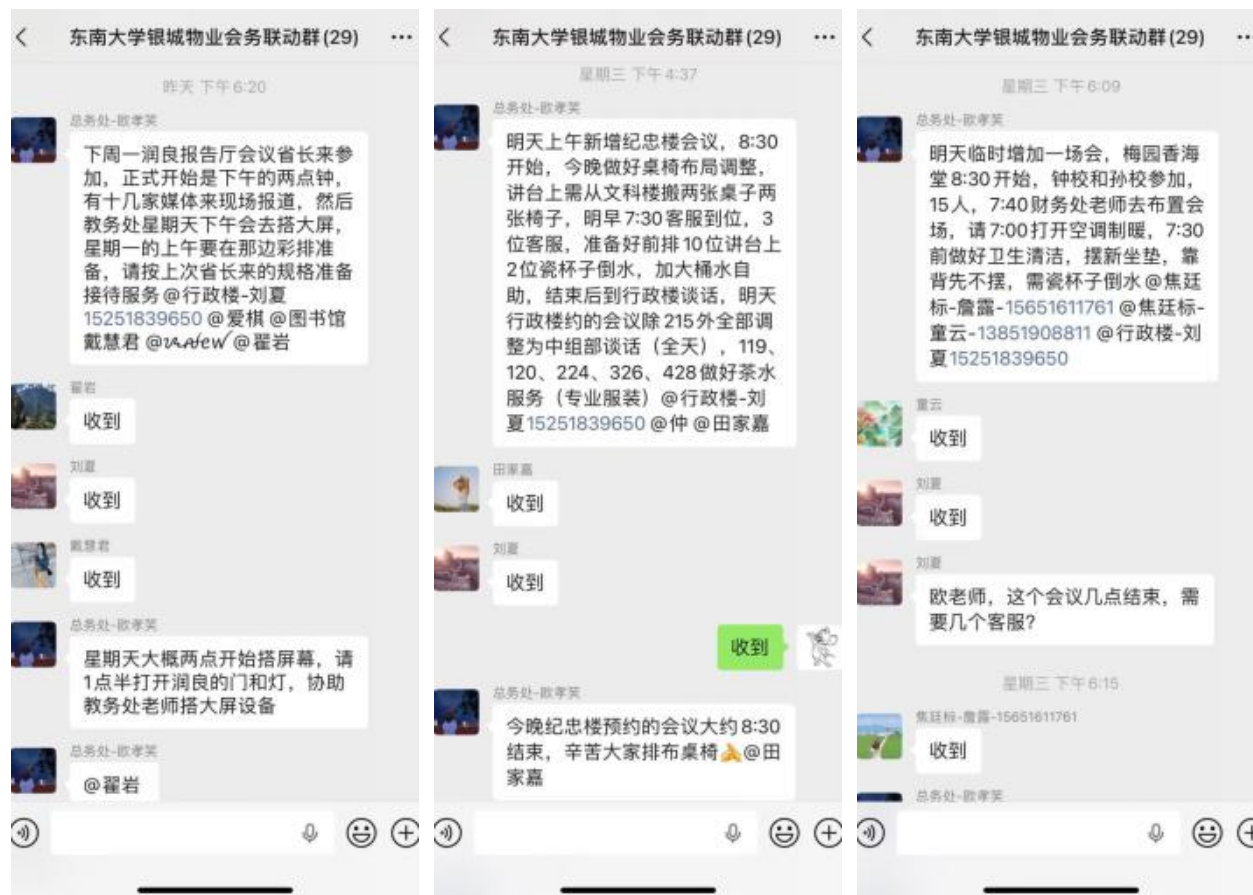 东南大学银城物业会务联动群(29)
昨天 下午 6:20
总务处-欧孝笑
下周一润良报告厅会议省长来参
加，正式开始是下午的两点钟，
有十几家媒体来现场报道，然后
教务处星期天下午会去搭大屏，
星期一的上午要在那边彩排准
备，请按上次省长来的规格准备
接待服务@行政楼-刘夏
15251839650 @爱棋 @图书馆
戴慧君 @翟岩
翟岩
收到
刘夏
收到
戴慧君
收到
总务处-欧孝笑
星期天大概两点开始搭屏幕，请
1点半打开润良的门和灯，协助
教务处老师搭大屏设备
总务处-欧孝笑
@翟岩
东南大学银城物业会务联动群(29)
星期三 下午 4:37
总务处-欧孝笑
明天上午新增纪忠楼会议，8:30
开始，今晚做好桌椅布局调整，
讲台上需从文科楼搬两张桌子两
张椅子，明早7:30客服到位，3
位客服，准备好前排10位讲台上
2位瓷杯子倒水，加大桶水自
助，结束后到行政楼谈话，明天
行政楼约的会议除215外全部调
整为中组部谈话（全天），119、
120、224、326、428做好茶水
服务（专业服装）@行政楼-刘
夏15251839650 @仲 @田家嘉
田家嘉
收到
刘夏
收到
收到
总务处-欧孝笑
今晚纪忠楼预约的会议大约8:30
结束，辛苦大家排布桌椅🙏@田
家嘉
东南大学银城物业会务联动群(29)
星期三 下午 6:09
总务处-欧孝笑
明天临时增加一场会，梅园香海
堂8:30开始，钟校和孙校参加，
15人，7:40财务处老师去布置会
场，请7:00打开空调制暖，7:30
前做好卫生清洁，摆新坐垫，靠
背先不摆，需瓷杯子倒水@焦廷
标-詹露-15651611761 @焦廷标-
童云-13851908811 @行政楼-刘
夏15251839650
童云
收到
刘夏
收到
刘夏
欧老师，这个会议几点结束，需
要几个客服？
星期三 下午 6:15
焦廷标-詹露-15651611761
收到
总务处-欧孝笑